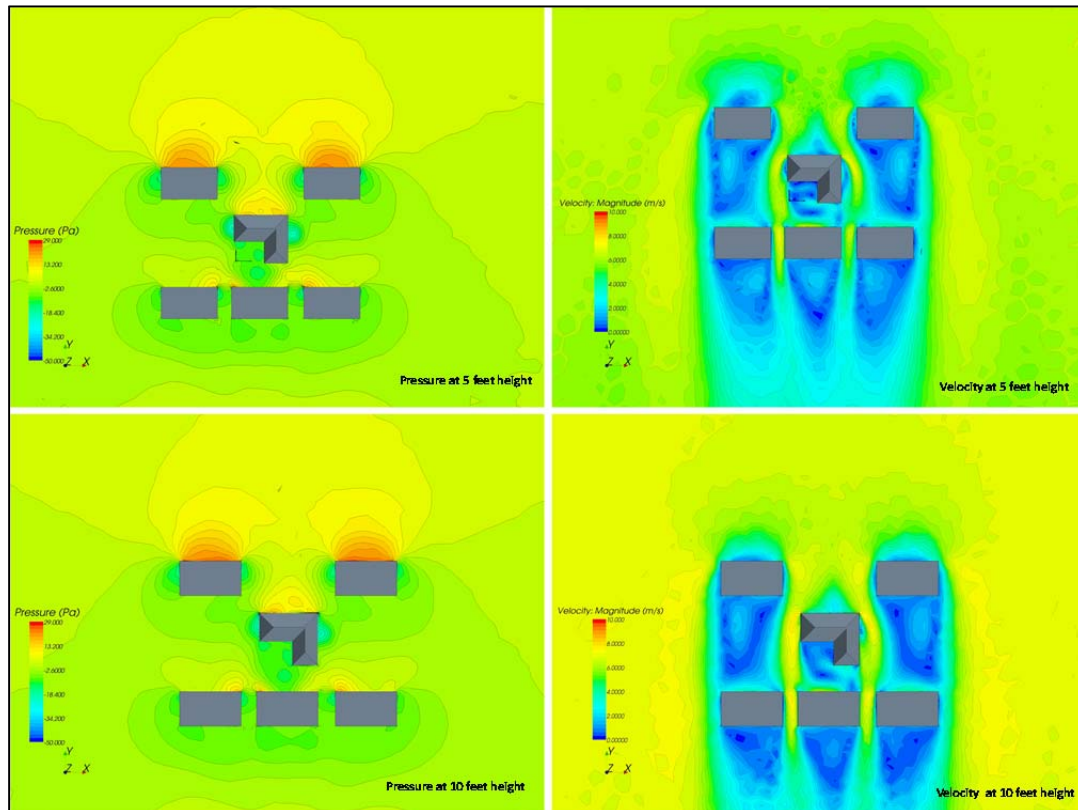 Pressure (Pa)
29.000
13.200
-2.6000
-18.400
-34.200
-50.000
Y
Z X
Pressure at 5 feet height
Velocity: Magnitude (m/s)
10.000
8.0000
6.0000
4.0000
2.0000
0.00000
Y
Z X
Velocity at 5 feet height
Pressure (Pa)
29.000
13.200
-2.6000
-18.400
-34.200
-50.000
Y
Z X
Pressure at 10 feet height
Velocity: Magnitude (m/s)
10.000
8.0000
6.0000
4.0000
2.0000
0.00000
Y
Z X
Velocity at 10 feet height